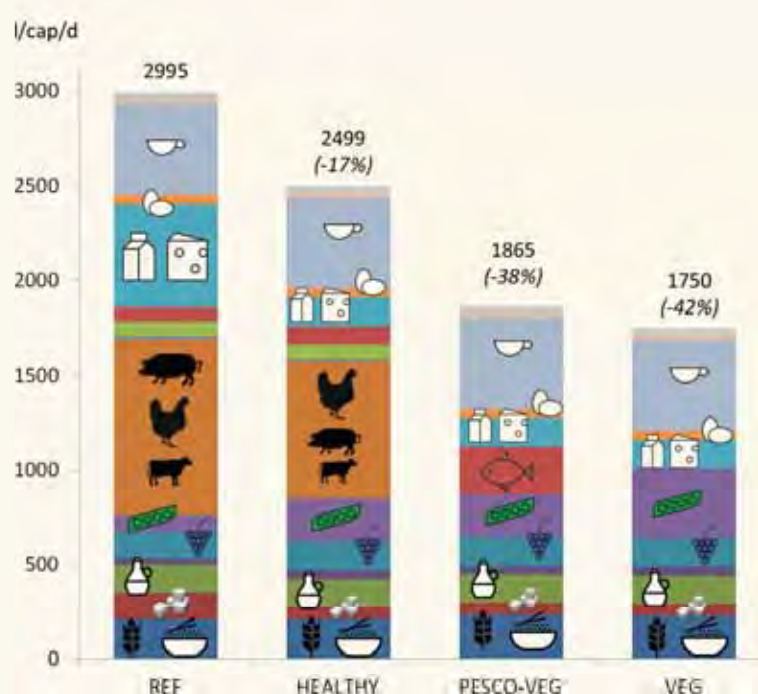 l/cap/d
2995
3000
2499
(-17%)
2500
1865
(-38%)
2000
1750
(-42%)
1500
1000
500
0
REF
HEALTHY
PESCO-VEG
VEG